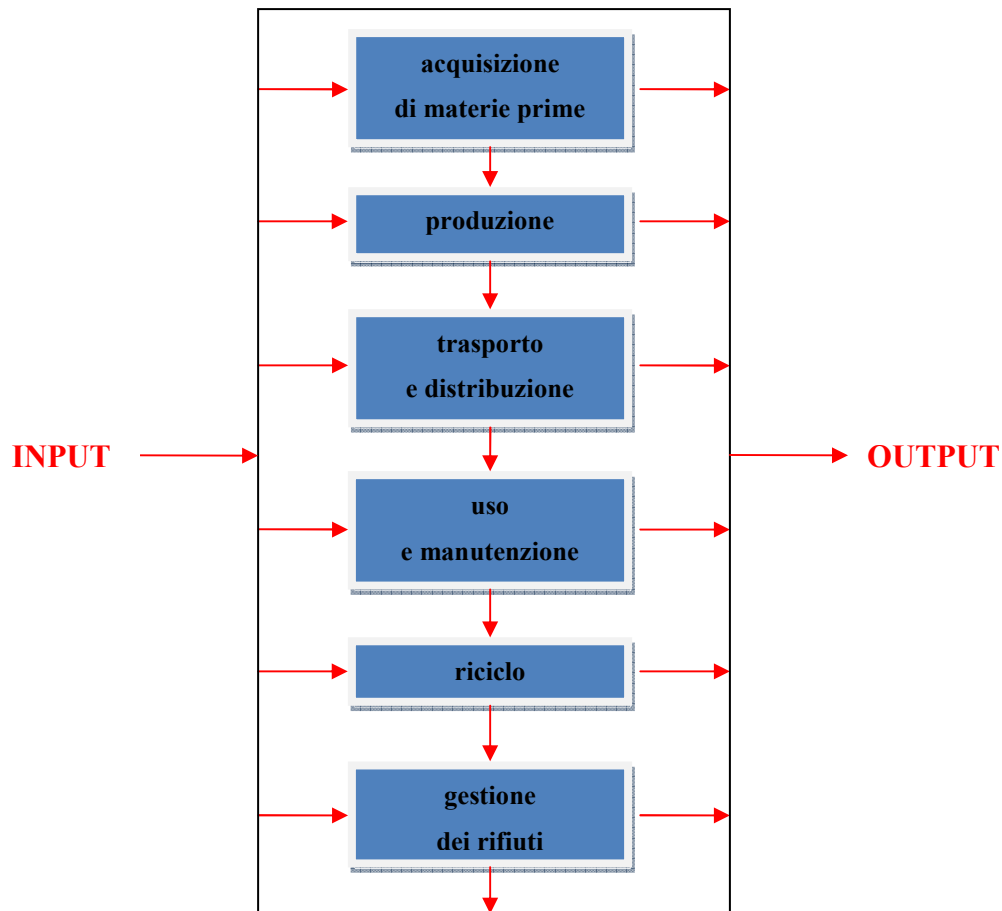 acquisizione
di materie prime
produzione
trasporto
e distribuzione
INPUT
OUTPUT
uso
e manutenzione
riciclo
gestione
dei rifiuti